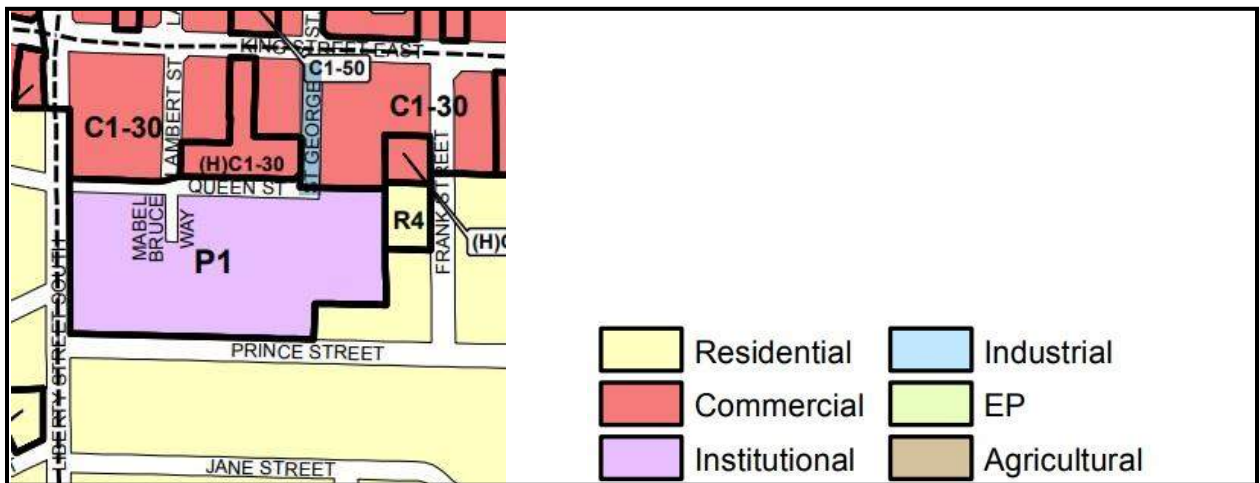 KING STREET EAST
C1-50
LAMBERT ST
ST GEORGE
C1-30
C1-30
(H)C1-30
QUEEN ST
MABEL
BRUCE
WAY
R4
FRANK STREET
P1
LIBERTY STREET SOUTH
PRINCE STREET
JANE STREET
Residential
Industrial
Commercial
EP
Institutional
Agricultural